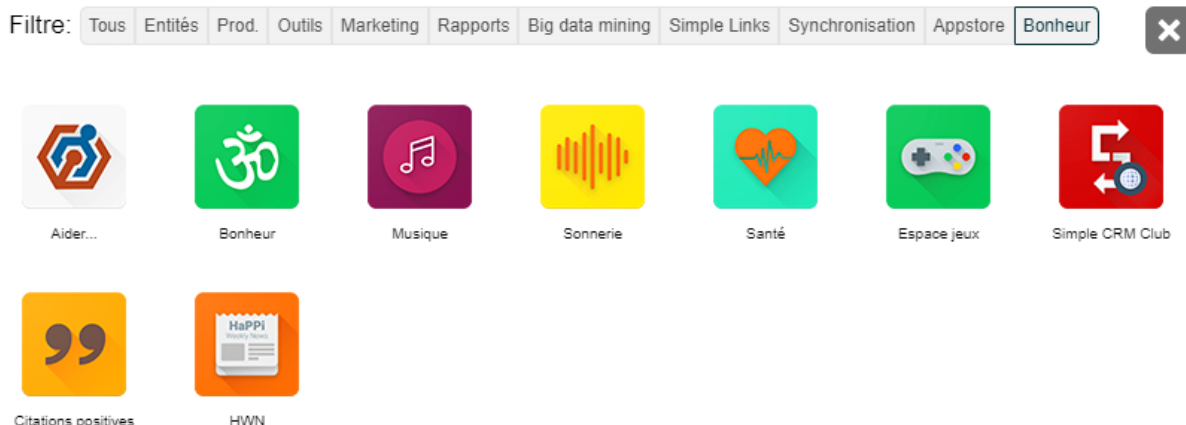 Filtre: Tous Entités Prod. Outils Marketing Rapports Big data mining Simple Links Synchronisation Appstore Bonheur
Aider... Bonheur Musique Sonnerie Santé Espace jeux Simple CRM Club
HaPPi
Weekly News
Citations positives HWN